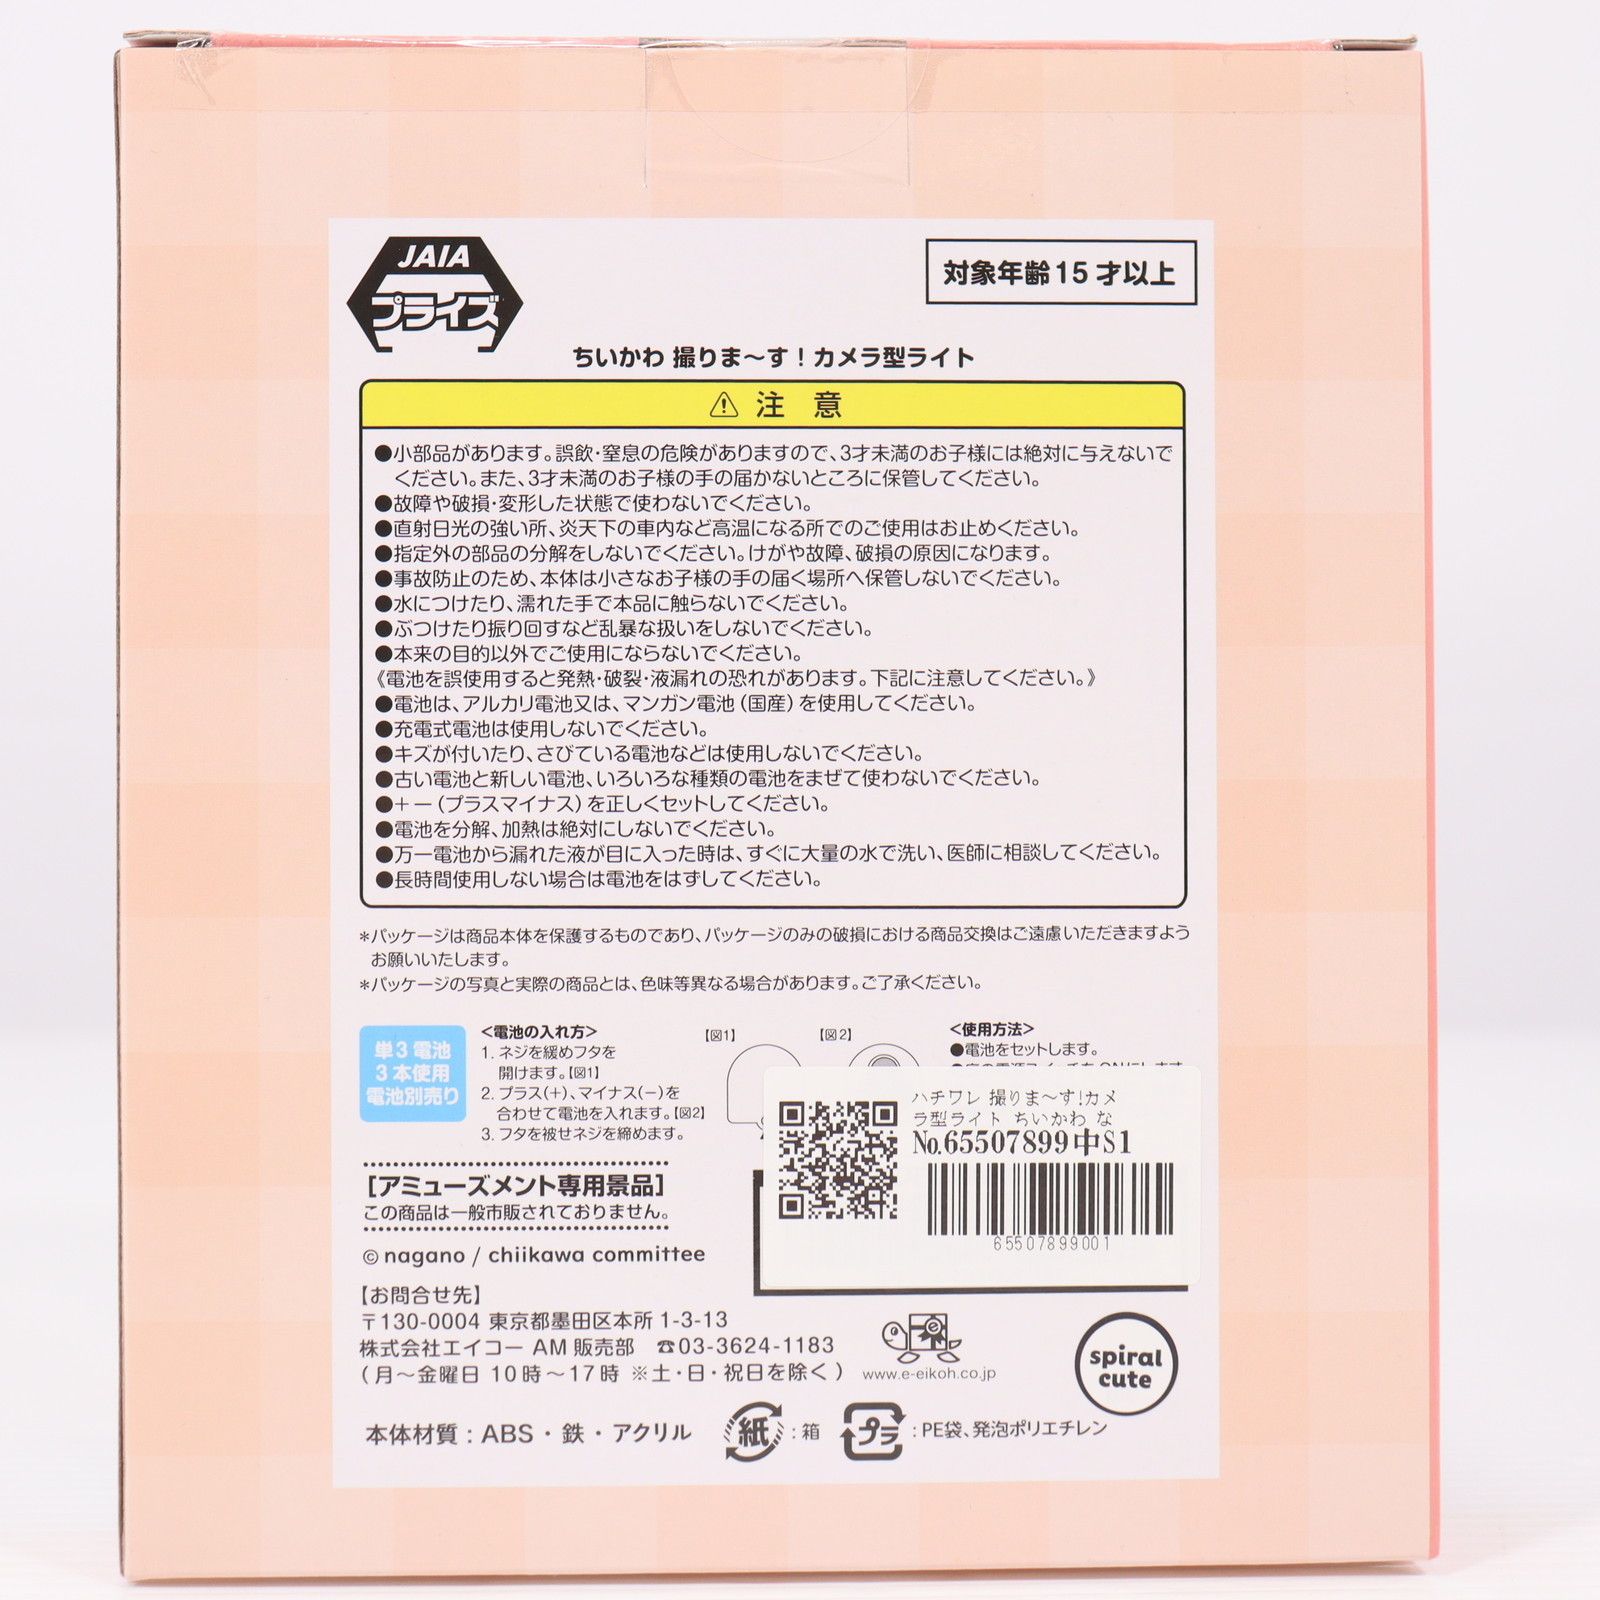 JAIA
プライズ
対象年齢15才以上
ちいかわ 撮りま〜す！カメラ型ライト
⚠ 注 意
●小部品があります。誤飲・窒息の危険がありますので、3才未満のお子様には絶対に与えないで
ください。また、3才未満のお子様の手の届かないところに保管してください。
●故障や破損・変形した状態で使わないでください。
●直射日光の強い所、炎天下の車内など高温になる所でのご使用はお止めください。
●指定外の部品の分解をしないでください。けがや故障、破損の原因になります。
●事故防止のため、本体は小さなお子様の手の届く場所へ保管しないでください。
●水につけたり、濡れた手で本品に触らないでください。
●ぶつけたり振り回すなど乱暴な扱いをしないでください。
●本来の目的以外でご使用にならないでください。
《電池を誤使用すると発熱・破裂・液漏れの恐れがあります。下記に注意してください。》
●電池は、アルカリ電池又は、マンガン電池（国産）を使用してください。
●充電式電池は使用しないでください。
●キズが付いたり、さびている電池などは使用しないでください。
●古い電池と新しい電池、いろいろな種類の電池をまぜて使わないでください。
●＋−（プラスマイナス）を正しくセットしてください。
●電池を分解、加熱は絶対にしないでください。
●万一電池から漏れた液が目に入った時は、すぐに大量の水で洗い、医師に相談してください。
●長時間使用しない場合は電池をはずしてください。
*パッケージは商品本体を保護するものであり、パッケージのみの破損における商品交換はご遠慮いただきますよう
お願いいたします。
*パッケージの写真と実際の商品とは、色味等異なる場合があります。ご了承ください。
単3電池
3本使用
電池別売り
<電池の入れ方>
1. ネジを緩めフタを
開けます。【図1】
2. プラス(+)、マイナス(−)を
合わせて電池を入れます。【図2】
3. フタを被せネジを締めます。
【図1】
【図2】
<使用方法>
●電池をセットします。
ハチワレ 撮りま〜す!カメ
ラ型ライト ちいかわ な
No.65507899中S1
65507899001
[アミューズメント専用景品]
この商品は一般市販されておりません。
© nagano / chiikawa committee
【お問合せ先】
〒130-0004 東京都墨田区本所1-3-13
株式会社エイコー AM販売部 ☎03-3624-1183
（月〜金曜日 10時〜17時 ※土・日・祝日を除く）
www.e-eikoh.co.jp
spiral
cute
本体材質：ABS・鉄・アクリル
紙：箱
プラ：PE袋、発泡ポリエチレン